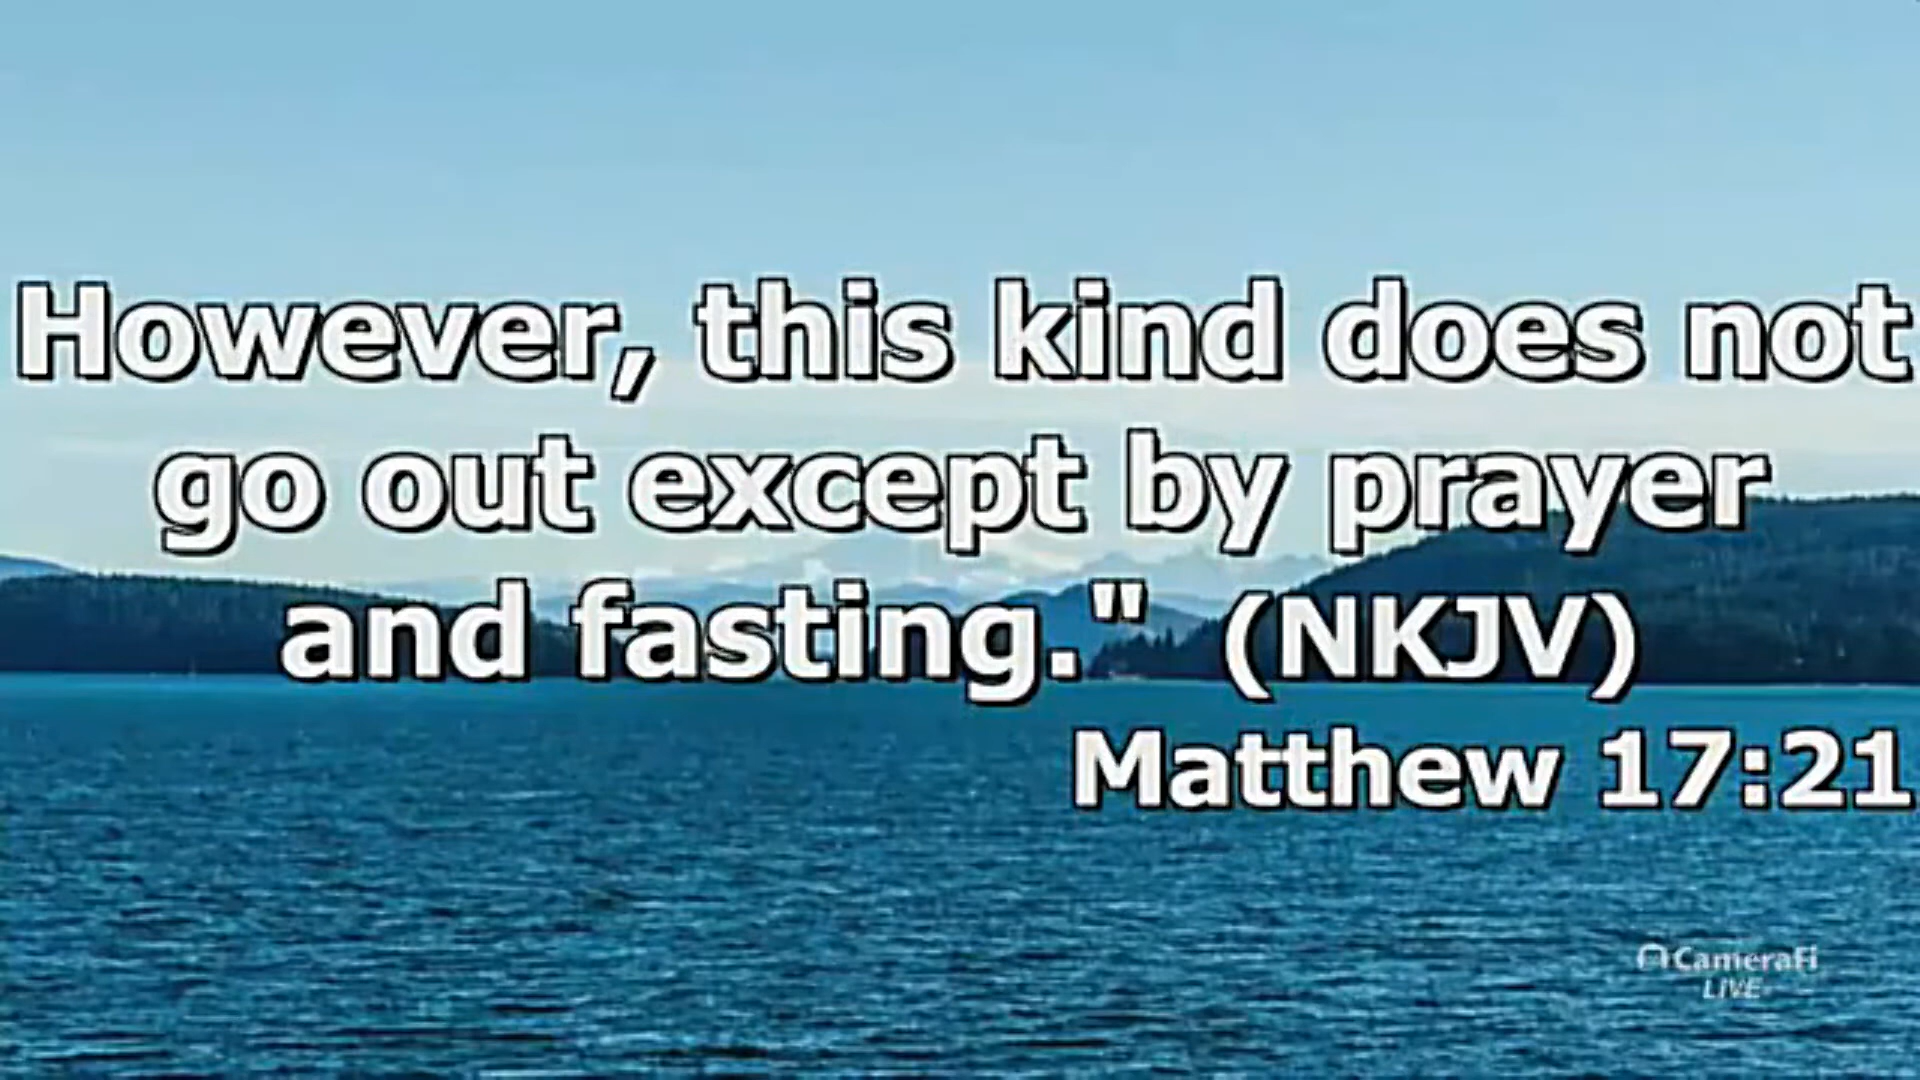 However, this kind does not
go out except by prayer
and fasting." (NKJV)
Matthew 17:21
CameraFi
LIVE